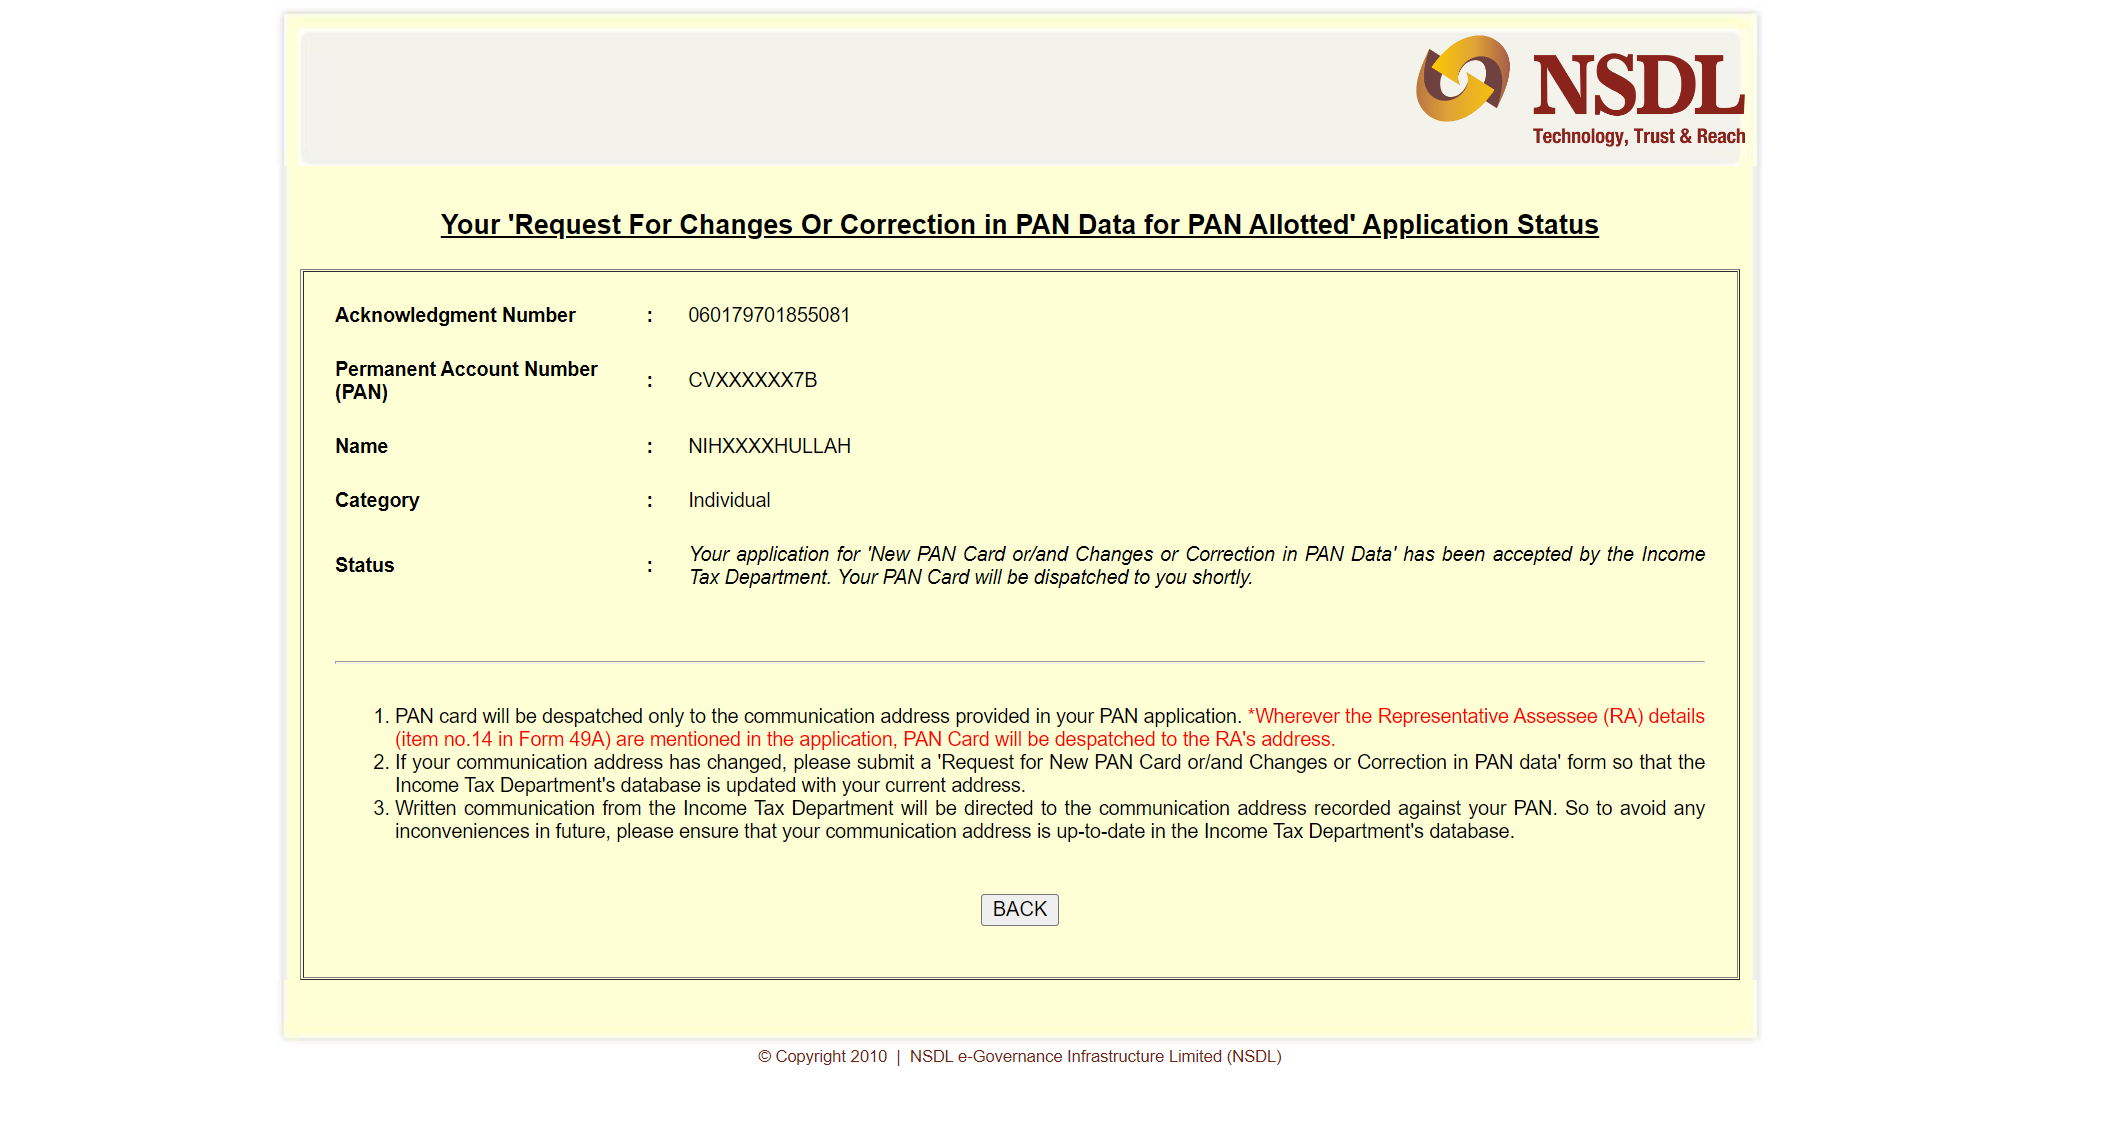 NSDL
Technology, Trust & Reach
Your 'Request For Changes Or Correction in PAN Data for PAN Allotted' Application Status
Acknowledgment Number : 060179701855081
Permanent Account Number
(PAN) : CVXXXXXX7B
Name : NIHXXXXHULLAH
Category : Individual
Status : Your application for 'New PAN Card or/and Changes or Correction in PAN Data' has been accepted by the Income
Tax Department. Your PAN Card will be dispatched to you shortly.
1. PAN card will be despatched only to the communication address provided in your PAN application. *Wherever the Representative Assessee (RA) details
(item no.14 in Form 49A) are mentioned in the application, PAN Card will be despatched to the RA's address.
2. If your communication address has changed, please submit a 'Request for New PAN Card or/and Changes or Correction in PAN data' form so that the
Income Tax Department's database is updated with your current address.
3. Written communication from the Income Tax Department will be directed to the communication address recorded against your PAN. So to avoid any
inconveniences in future, please ensure that your communication address is up-to-date in the Income Tax Department's database.
BACK
© Copyright 2010 | NSDL e-Governance Infrastructure Limited (NSDL)